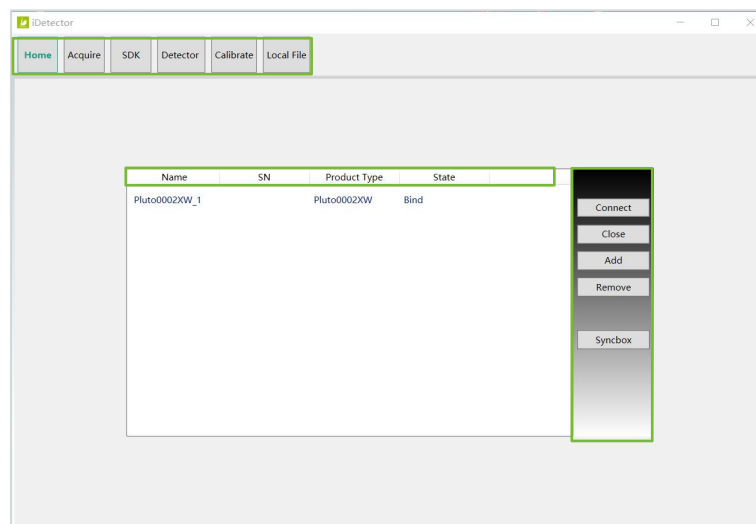 iDetector
Home Acquire SDK Detector Calibrate Local File
Name SN Product Type State
Pluto0002XW_1 Pluto0002XW Bind
Connect
Close
Add
Remove
Syncbox